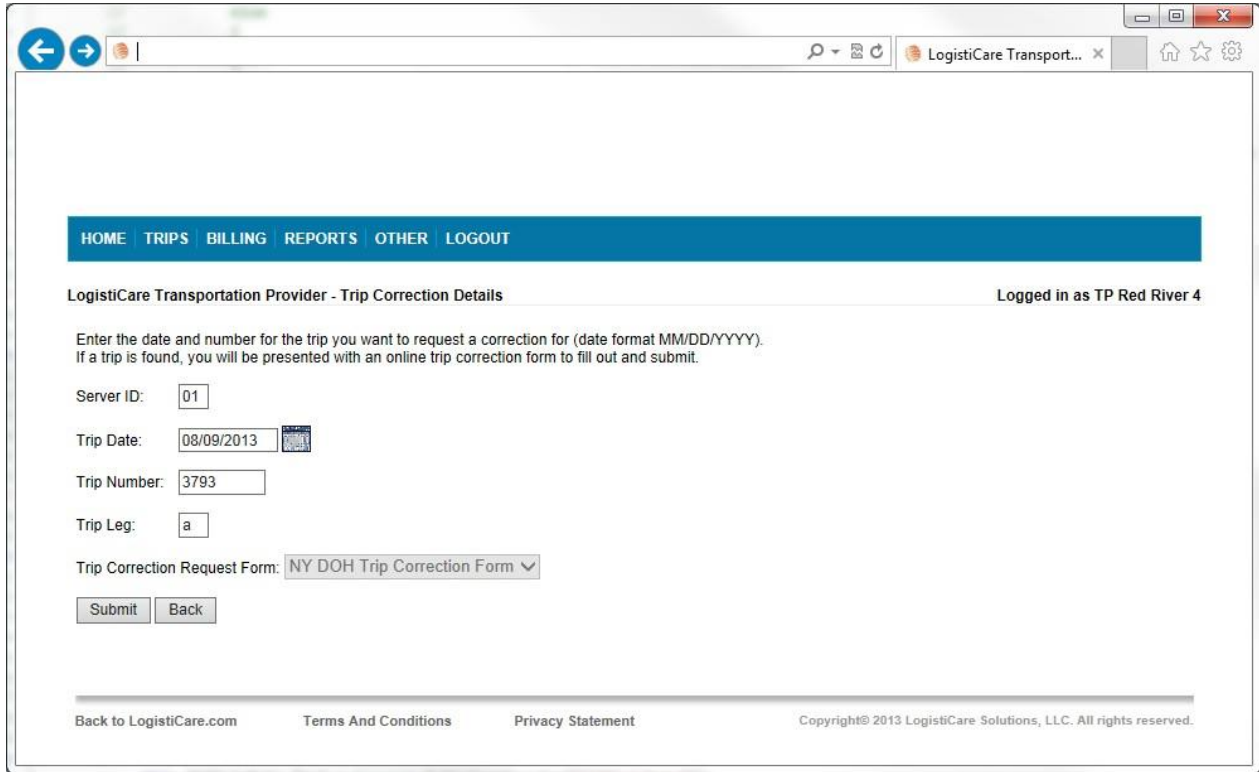 LogistiCare Transport...
HOME TRIPS BILLING REPORTS OTHER LOGOUT
LogistiCare Transportation Provider - Trip Correction Details Logged in as TP Red River 4
Enter the date and number for the trip you want to request a correction for (date format MM/DD/YYYY).
If a trip is found, you will be presented with an online trip correction form to fill out and submit.
Server ID: 01
Trip Date: 08/09/2013
Trip Number: 3793
Trip Leg: a
Trip Correction Request Form: NY DOH Trip Correction Form
Submit Back
Back to LogistiCare.com Terms And Conditions Privacy Statement Copyright© 2013 LogistiCare Solutions, LLC. All rights reserved.